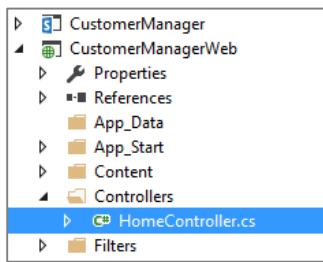 CustomerManager
CustomerManagerWeb
Properties
References
App_Data
App_Start
Content
Controllers
C# HomeController.cs
Filters